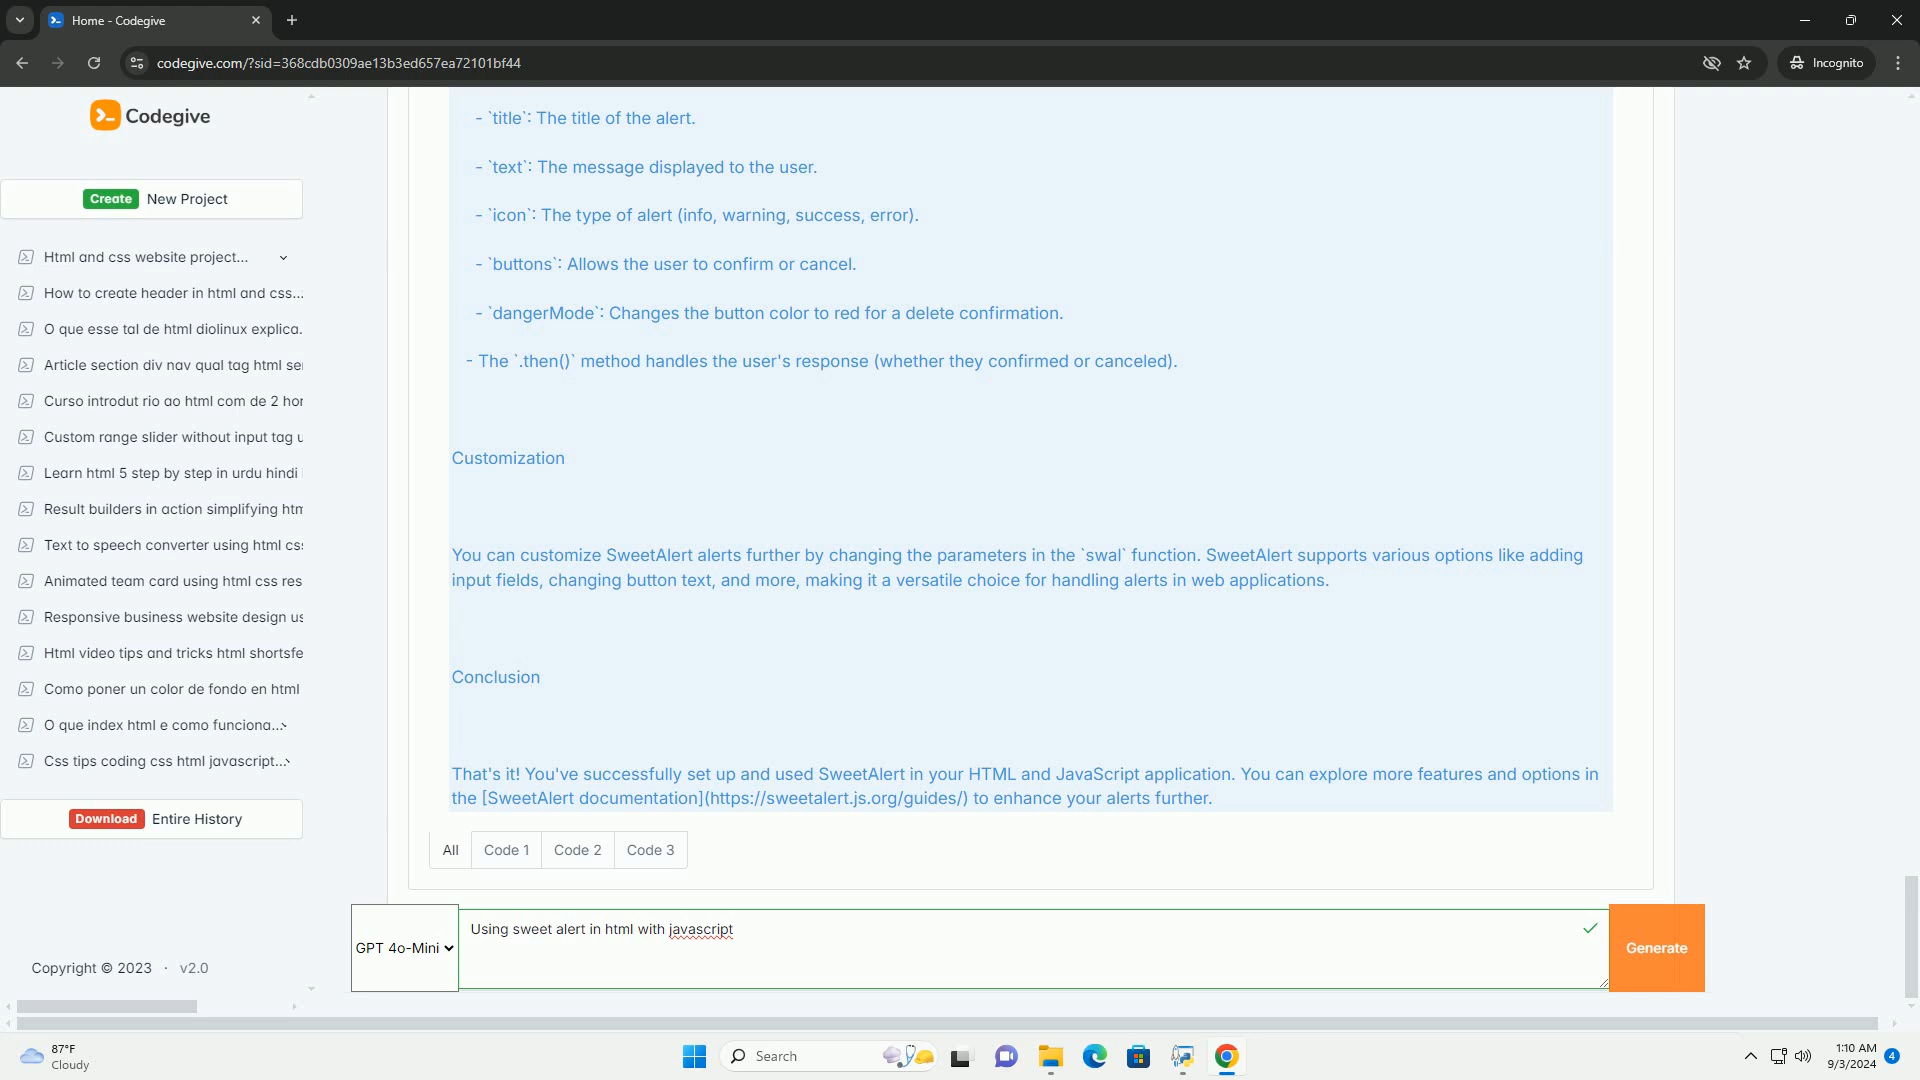 Home - Codegive
codegive.com/?sid=368cdb0309ae13b3ed657ea72101bf44
Incognito
Codegive
Create New Project
Html and css website project...
How to create header in html and css...
O que esse tal de html diolinux explica.
Article section div nav qual tag html ser
Curso introdut rio ao html com de 2 hor
Custom range slider without input tag u
Learn html 5 step by step in urdu hindi
Result builders in action simplifying htm
Text to speech converter using html css
Animated team card using html css res
Responsive business website design us
Html video tips and tricks html shortsfe
Como poner un color de fondo en html
O que index html e como funciona...
Css tips coding css html javascript...
Download Entire History
Copyright © 2023 · v2.0
- `title`: The title of the alert.
- `text`: The message displayed to the user.
- `icon`: The type of alert (info, warning, success, error).
- `buttons`: Allows the user to confirm or cancel.
- `dangerMode`: Changes the button color to red for a delete confirmation.
- The `.then()` method handles the user's response (whether they confirmed or canceled).
Customization
You can customize SweetAlert alerts further by changing the parameters in the `swal` function. SweetAlert supports various options like adding
input fields, changing button text, and more, making it a versatile choice for handling alerts in web applications.
Conclusion
That's it! You've successfully set up and used SweetAlert in your HTML and JavaScript application. You can explore more features and options in
the [SweetAlert documentation](https://sweetalert.js.org/guides/) to enhance your alerts further.
All Code 1 Code 2 Code 3
GPT 4o-Mini
Using sweet alert in html with javascript
Generate
87°F
Cloudy
Search
1:10 AM
9/3/2024
4